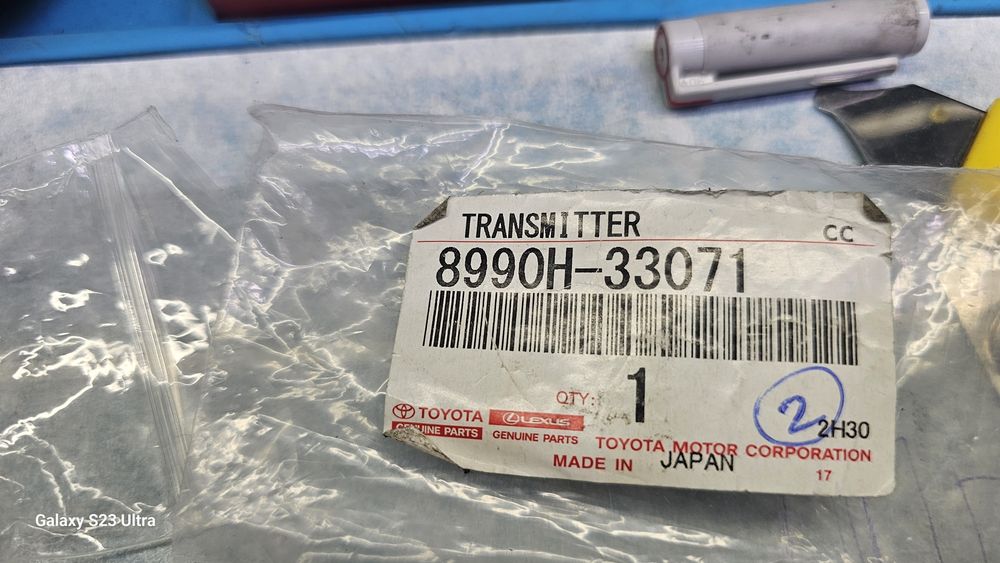 TRANSMITTER
CC
8990H-33071
QTY: 1
2
2H30
TOYOTA
GENUINE PARTS
LEXUS
GENUINE PARTS
TOYOTA MOTOR CORPORATION
MADE IN JAPAN
17
Galaxy S23 Ultra